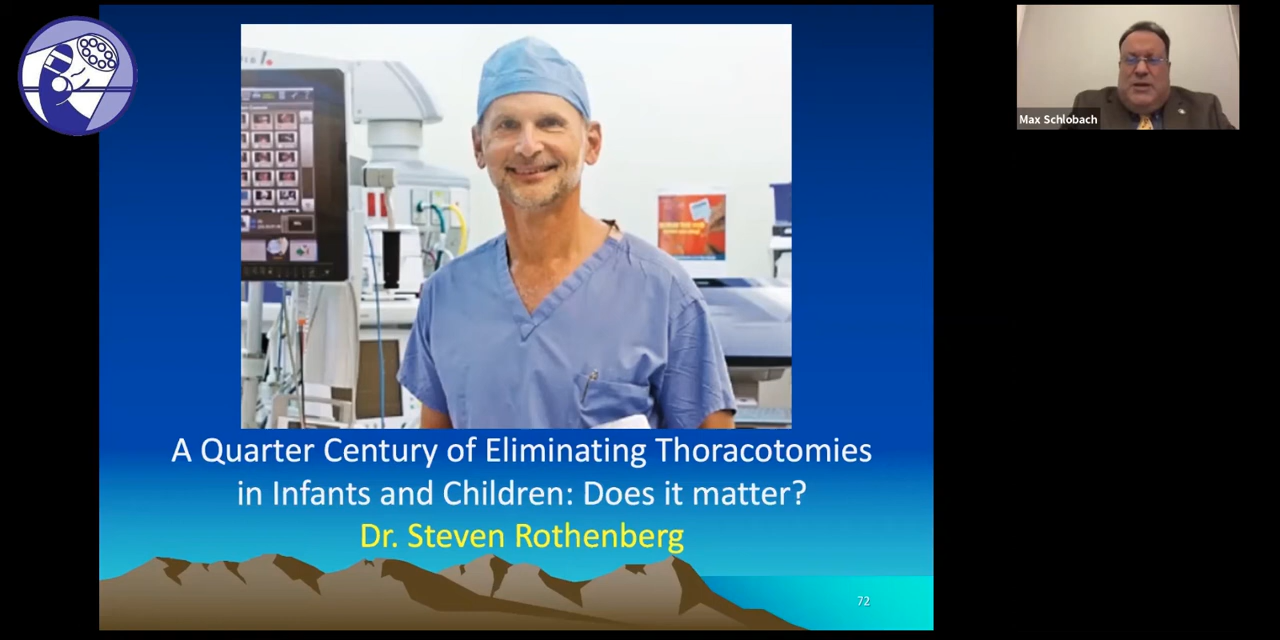 Max Schlobach
A Quarter Century of Eliminating Thoracotomies
in Infants and Children: Does it matter?
Dr. Steven Rothenberg
72